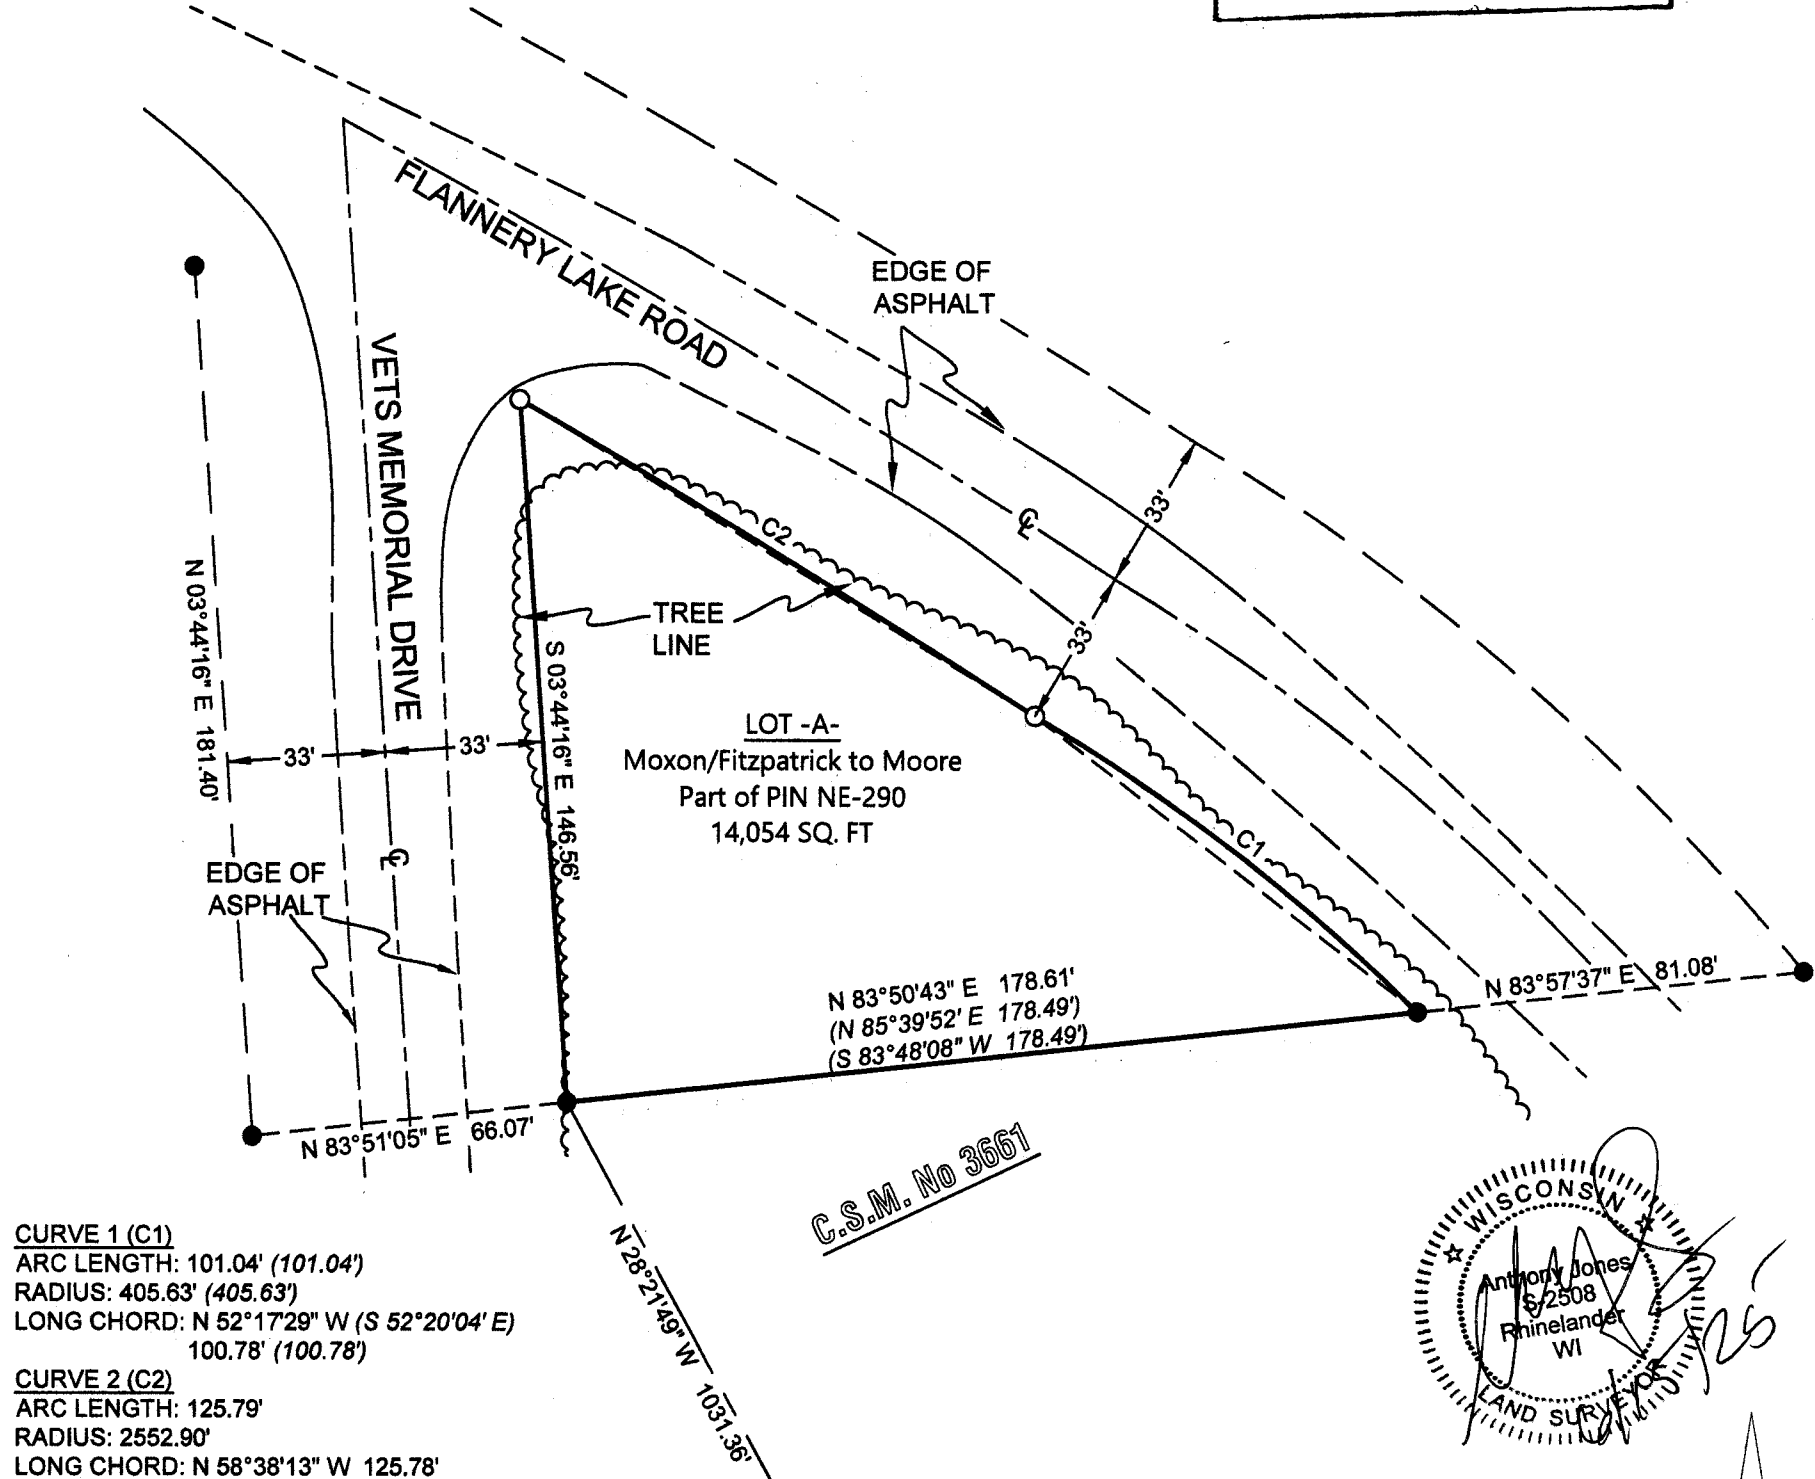 FLANNERY LAKE ROAD
EDGE OF
ASPHALT
VETS MEMORIAL DRIVE
33'
33'
C2
TREE
LINE
N 03°44'16" E 181.40'
S 03°44'16" E 146.56'
33'
33'
LOT -A-
Moxon/Fitzpatrick to Moore
Part of PIN NE-290
14,054 SQ. FT
C1
EDGE OF
ASPHALT
N 83°50'43" E 178.61'
(N 85°39'52' E 178.49')
(S 83°48'08" W 178.49')
N 83°57'37" E 81.08'
N 83°51'05" E 66.07'
C.S.M. No 3661
N 28°21'49" W 1031.36'
CURVE 1 (C1)
ARC LENGTH: 101.04' (101.04')
RADIUS: 405.63' (405.63')
LONG CHORD: N 52°17'29" W (S 52°20'04' E)
100.78' (100.78')
CURVE 2 (C2)
ARC LENGTH: 125.79'
RADIUS: 2552.90'
LONG CHORD: N 58°38'13" W 125.78'
WISCONSIN
Anthony Jones
S-2508
Rhinelander
WI
LAND SURVEYOR